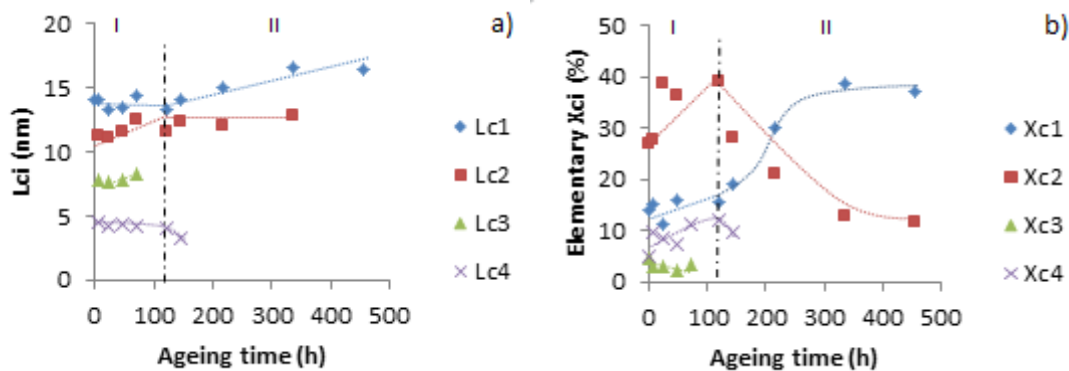 a)
I
II
20
15
10
5
0
Lci (nm)
0 100 200 300 400 500
Ageing time (h)
Lc1
Lc2
Lc3
Lc4
b)
I
II
50
40
30
20
10
0
Elementary Xci (%)
0 100 200 300 400 500
Ageing time (h)
Xc1
Xc2
Xc3
Xc4